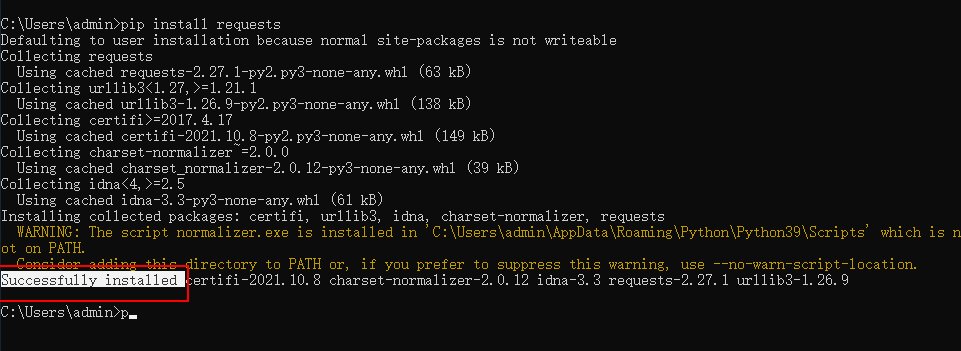 C:\Users\admin>pip install requests
Defaulting to user installation because normal site-packages is not writeable
Collecting requests
  Using cached requests-2.27.1-py2.py3-none-any.whl (63 kB)
Collecting urllib3<1.27,>=1.21.1
  Using cached urllib3-1.26.9-py2.py3-none-any.whl (138 kB)
Collecting certifi>=2017.4.17
  Using cached certifi-2021.10.8-py2.py3-none-any.whl (149 kB)
Collecting charset-normalizer~=2.0.0
  Using cached charset_normalizer-2.0.12-py3-none-any.whl (39 kB)
Collecting idna<4,>=2.5
  Using cached idna-3.3-py3-none-any.whl (61 kB)
Installing collected packages: certifi, urllib3, idna, charset-normalizer, requests
  WARNING: The script normalizer.exe is installed in 'C:\Users\admin\AppData\Roaming\Python\Python39\Scripts' which is n
ot on PATH.
  Consider adding this directory to PATH or, if you prefer to suppress this warning, use --no-warn-script-location.
Successfully installed certifi-2021.10.8 charset-normalizer-2.0.12 idna-3.3 requests-2.27.1 urllib3-1.26.9
C:\Users\admin>p